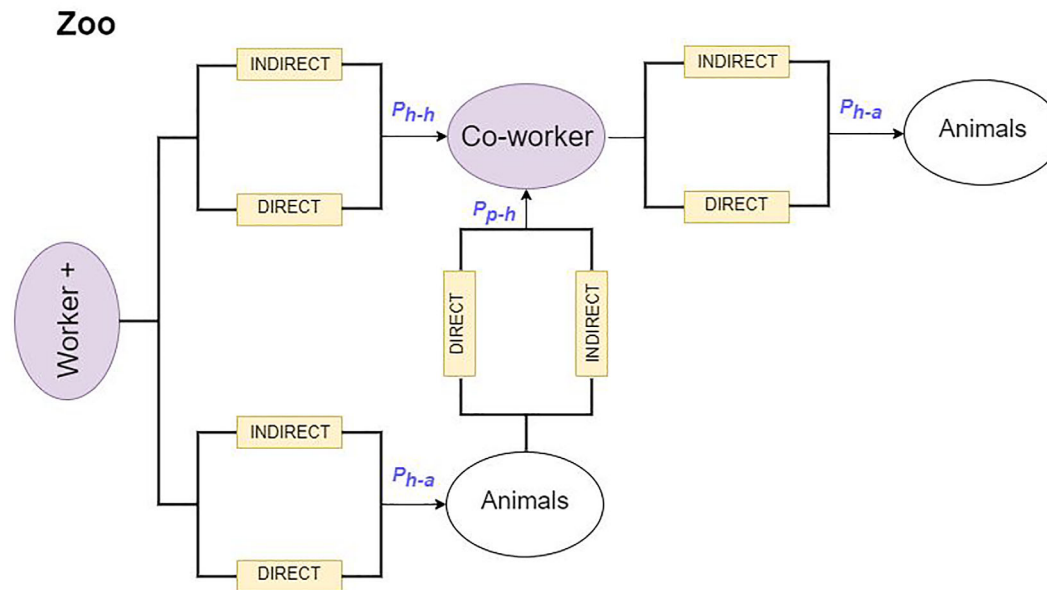 Zoo
INDIRECT
INDIRECT
Ph-h
Co-worker
Ph-a
Animals
DIRECT
DIRECT
Pp-h
Worker +
DIRECT
INDIRECT
INDIRECT
Ph-a
Animals
DIRECT